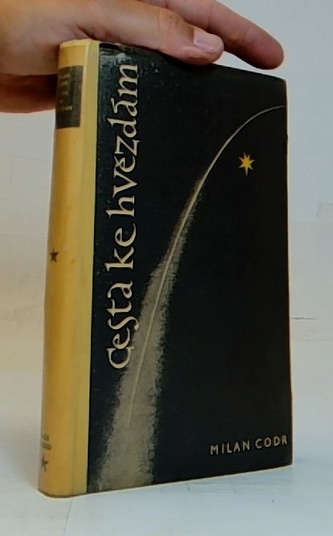 Cesta ke hvězdám
MILAN CODR